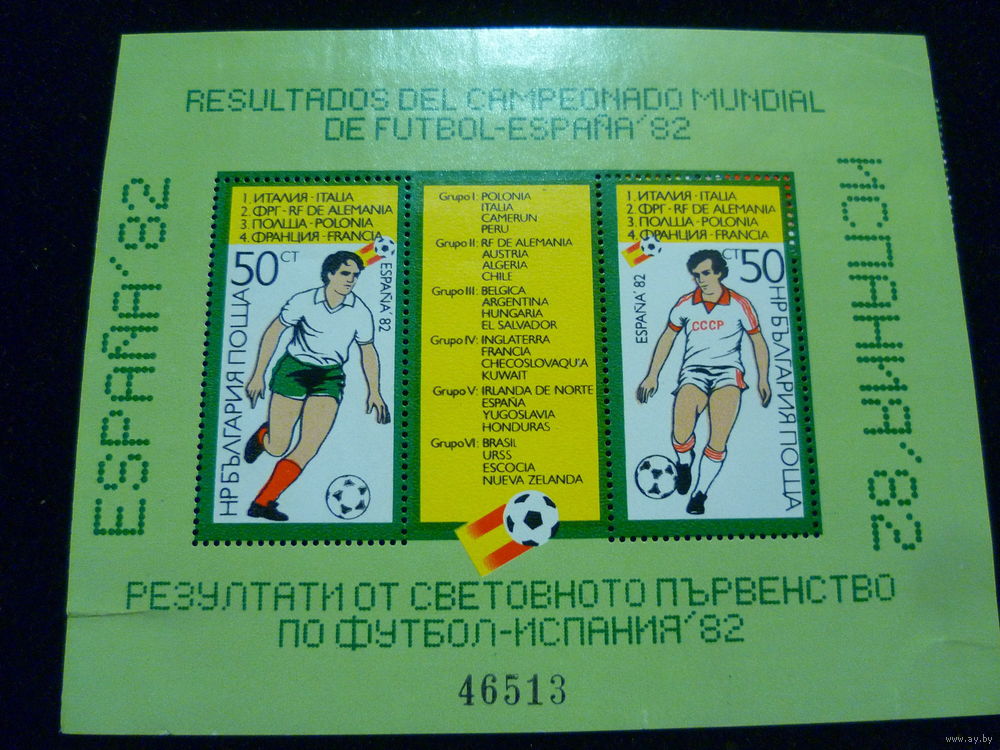 RESULTADOS DEL CAMPEONADO MUNDIAL
DE FUTBOL-ESPAÑA'82
ESPAÑA'82
1. ИТАЛИЯ · ITALIA
2. ФРГ · RF DE ALEMANIA
3. ПОЛША · POLONIA
4. ФРАНЦИЯ · FRANCIA
50 СТ
ESPAÑA' 82
НР БЪЛГАРИЯ ПОЩА
Grupo I: POLONIA
ITALIA
CAMERUN
PERU
Grupo II: RF DE ALEMANIA
AUSTRIA
ALGERIA
CHILE
Grupo III: BELGICA
ARGENTINA
HUNGARIA
EL SALVADOR
Grupo IV: INGLATERRA
FRANCIA
CHECOSLOVAQU'A
KUWAIT
Grupo V: IRLANDA DE NORTE
ESPAÑA
YUGOSLAVIA
HONDURAS
Grupo VI: BRASIL
URSS
ESCOCIA
NUEVA ZELANDA
1. ИТАЛИЯ · ITALIA
2. ФРГ · RF DE ALEMANIA
3. ПОЛША · POLONIA
4. ФРАНЦИЯ · FRANCIA
СТ 50
ESPAÑA' 82
СССР
НР БЪЛГАРИЯ ПОЩА
ИСПАНИЯ'82
РЕЗУЛТАТИ ОТ СВЕТОВНОТО ПЪРВЕНСТВО
ПО ФУТБОЛ-ИСПАНИЯ'82
46513
www.ay.by